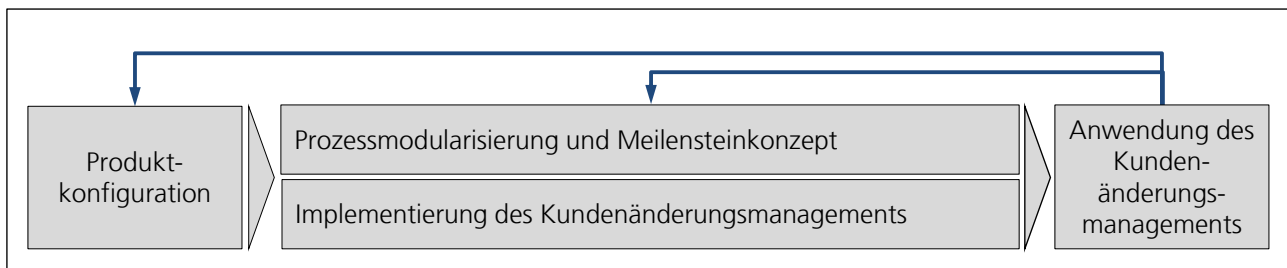 Produkt-
konfiguration
Prozessmodularisierung und Meilensteinkonzept
Implementierung des Kundenänderungsmanagements
Anwendung des
Kunden-
änderungs-
managements